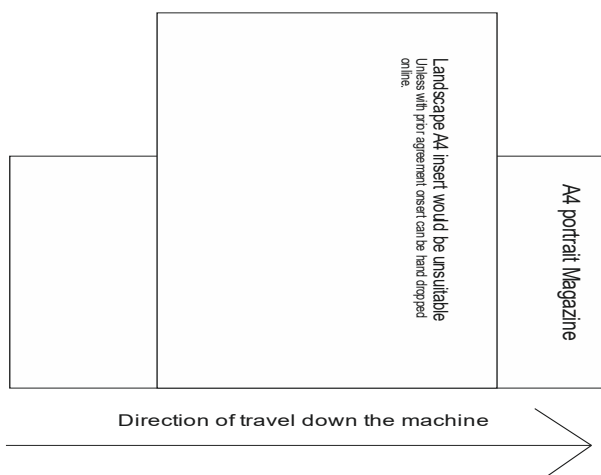 Landscape A4 insert would be unsuitable
Unless with prior agreement onsert can be hand dropped
online.
A4 portrait Magazine
Direction of travel down the machine